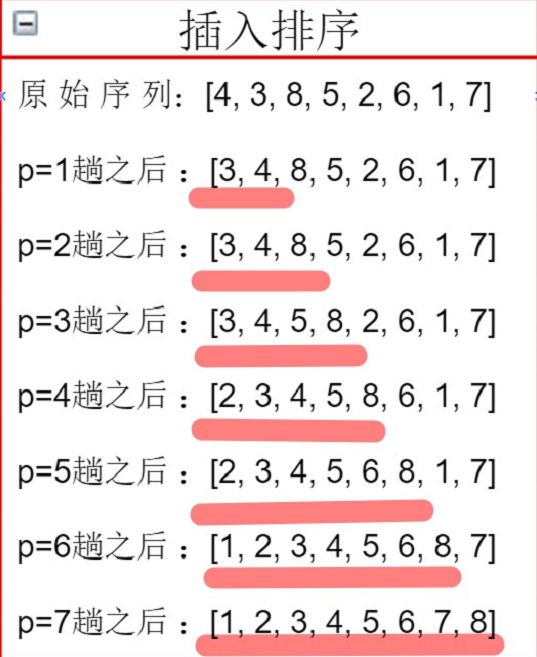 插入排序
原 始 序 列: [4, 3, 8, 5, 2, 6, 1, 7]
p=1趟之后 : [3, 4, 8, 5, 2, 6, 1, 7]
p=2趟之后 : [3, 4, 8, 5, 2, 6, 1, 7]
p=3趟之后 : [3, 4, 5, 8, 2, 6, 1, 7]
p=4趟之后 : [2, 3, 4, 5, 8, 6, 1, 7]
p=5趟之后 : [2, 3, 4, 5, 6, 8, 1, 7]
p=6趟之后 : [1, 2, 3, 4, 5, 6, 8, 7]
p=7趟之后 : [1, 2, 3, 4, 5, 6, 7, 8]